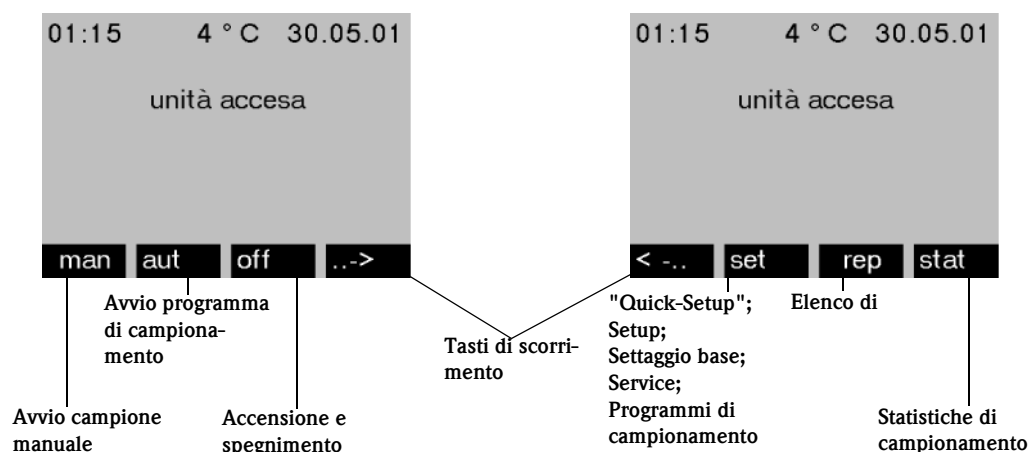 01:15 4 °C 30.05.01
unità accesa
man aut off ..->
Avvio programma
di campiona-
mento
Avvio campione
manuale
Accensione e
spegnimento
Tasti di scorri-
mento
01:15 4 °C 30.05.01
unità accesa
< -.. set rep stat
"Quick-Setup";
Setup;
Settaggio base;
Service;
Programmi di
campionamento
Elenco di
Statistiche di
campionamento